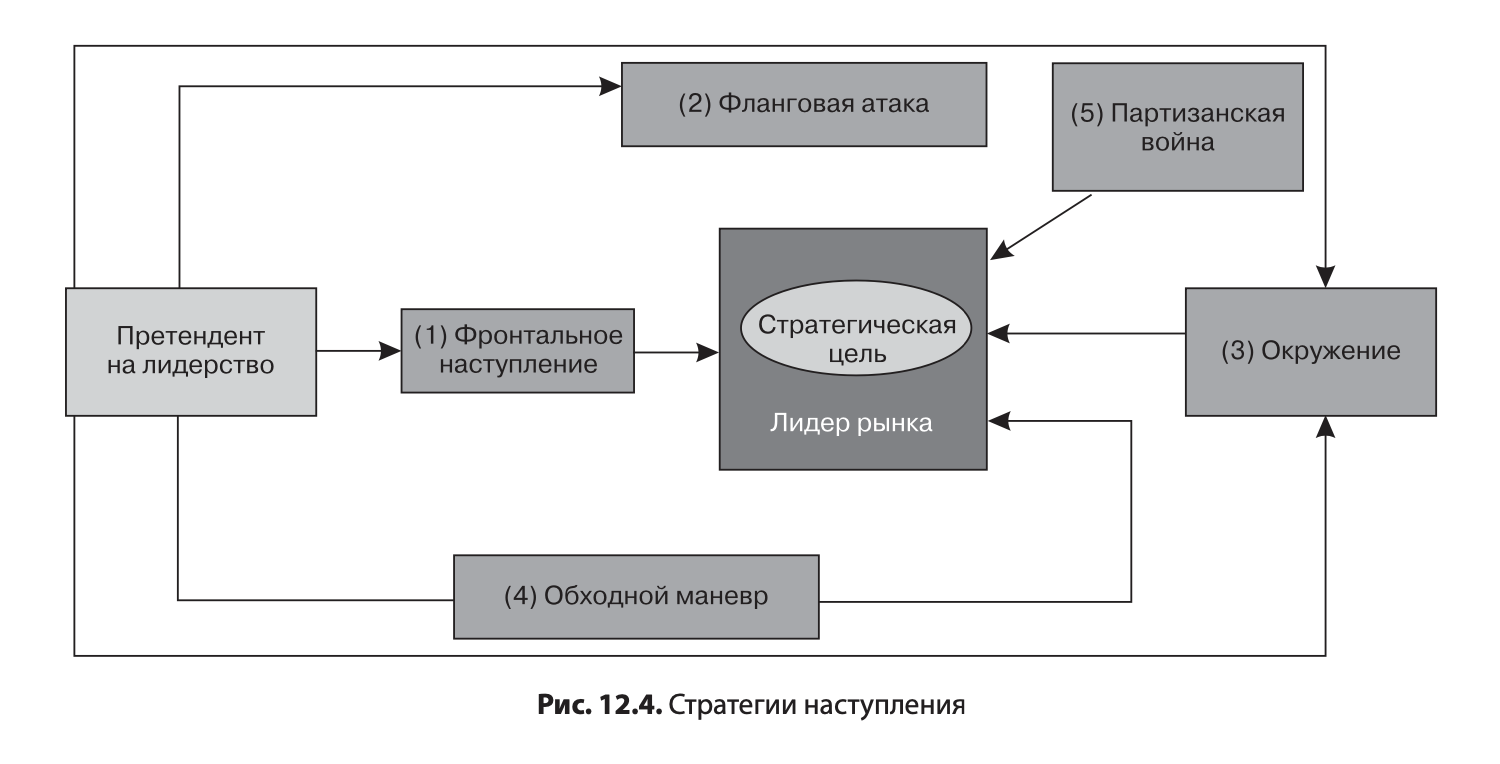 (2) Фланговая атака
(5) Партизанская
война
Претендент
на лидерство
(1) Фронтальное
наступление
Стратегическая
цель
Лидер рынка
(3) Окружение
(4) Обходной маневр
Рис. 12.4. Стратегии наступления